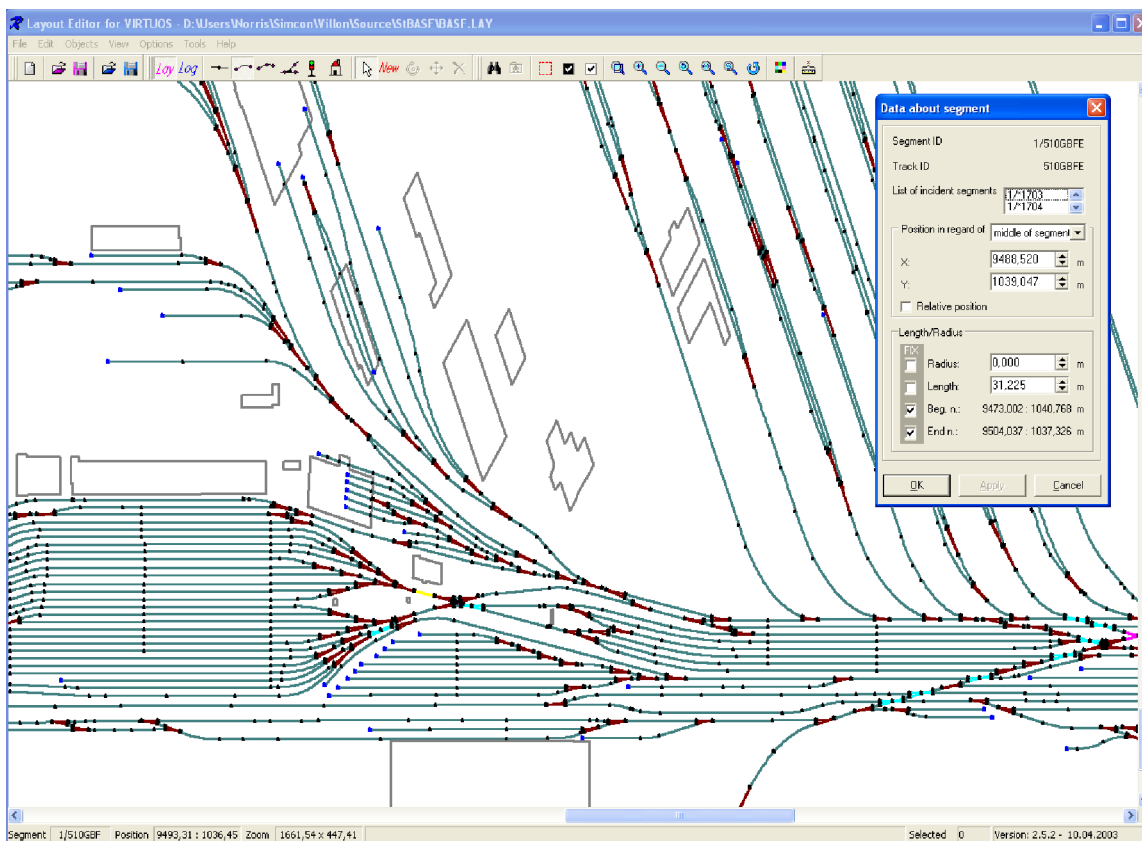 Layout Editor for VIRTUOS - D:\Users\Norris\Simcon\Villon\Source\StBASF\BASF.LAY
File Edit Objects View Options Tools Help
Lay Log New
Data about segment
Segment ID 1/510GBFE
Track ID 510GBFE
List of incident segments 1/*1703
1/*1704
Position in regard of middle of segment
X: 9488,520 m
Y: 1039,047 m
Relative position
Length/Radius
FIX
Radius: 0,000 m
Length: 31,225 m
Beg. n.: 9473,002 : 1040,768 m
End n.: 9504,037 : 1037,326 m
OK Apply Cancel
Segment 1/510GBF Position 9493,31 : 1036,45 Zoom 1661,54 x 447,41 Selected 0 Version: 2.5.2 - 10.04.2003